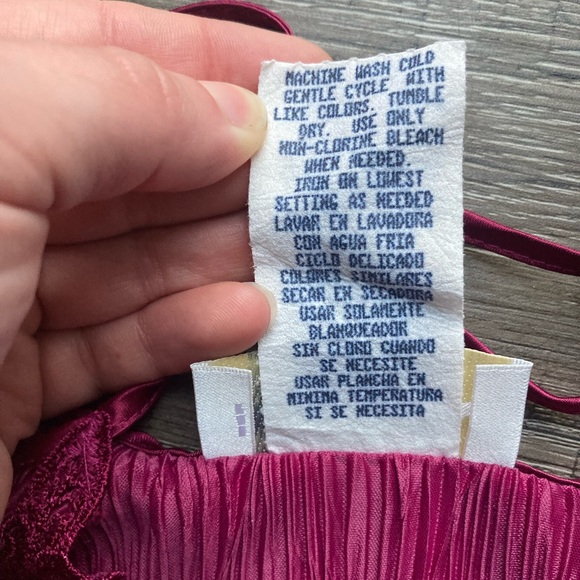 MACHINE WASH COLD
GENTLE CYCLE WITH
LIKE COLORS. TUMBLE
DRY. USE ONLY
NON-CLORINE BLEACH
WHEN NEEDED.
IRON ON LOWEST
SETTING AS NEEDED
LAVAR EN LAVADORA
CON AGUA FRIA
CICLO DELICADO
COLORES SIMILARES
SECAR EN SECADORA
USAR SOLAMENTE
BLANQUEADOR
SIN CLORO CUANDO
SE NECESITE
USAR PLANCHA EN
MINIMA TEMPERATURA
SI SE NECESITA